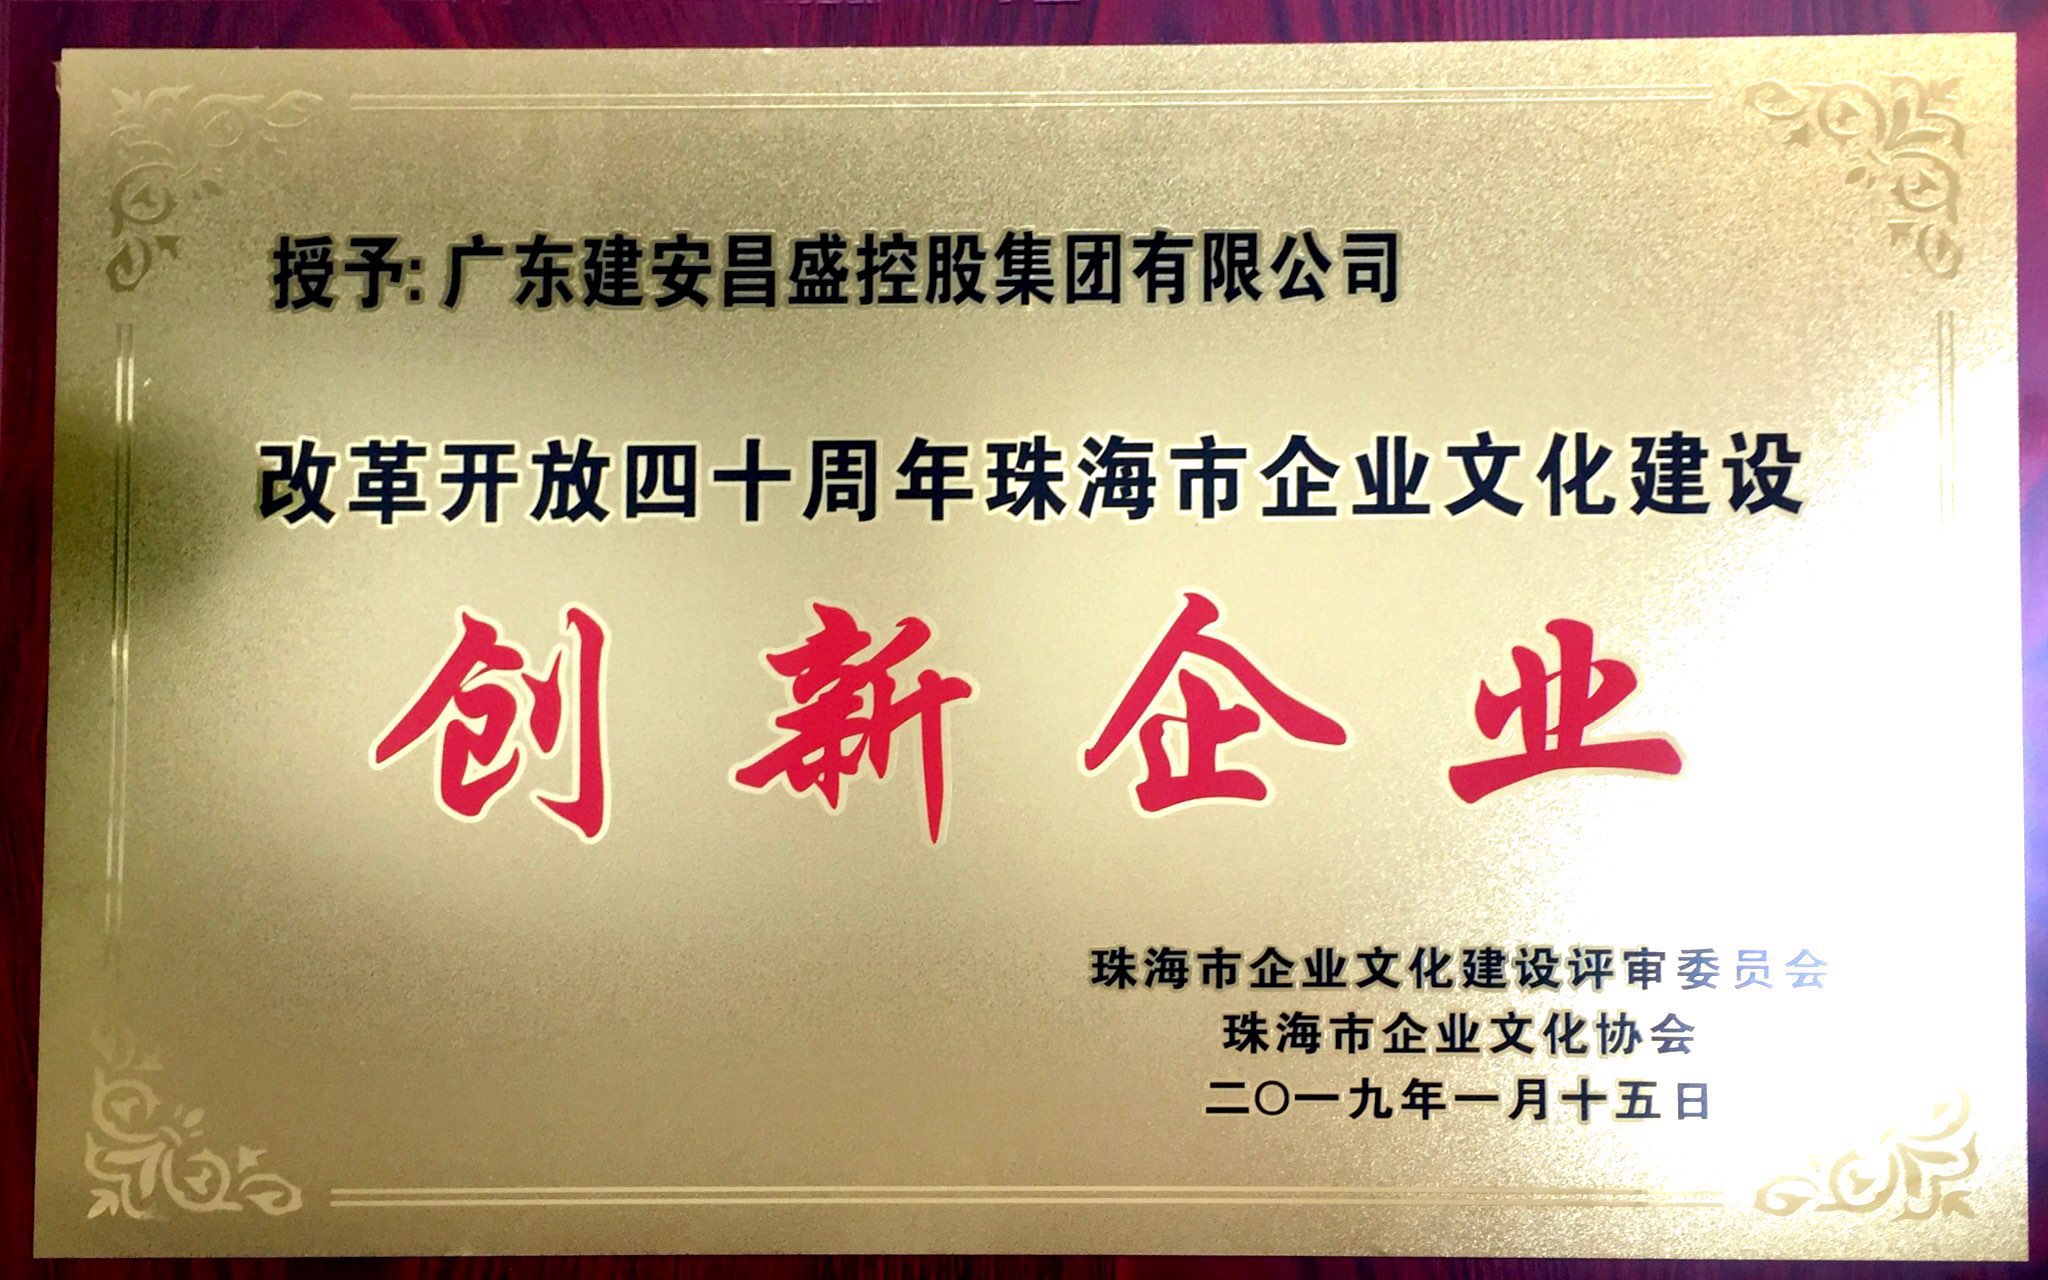 授予:广东建安昌盛控股集团有限公司
改革开放四十周年珠海市企业文化建设
创新企业
珠海市企业文化建设评审委员会
珠海市企业文化协会
二〇一九年一月十五日